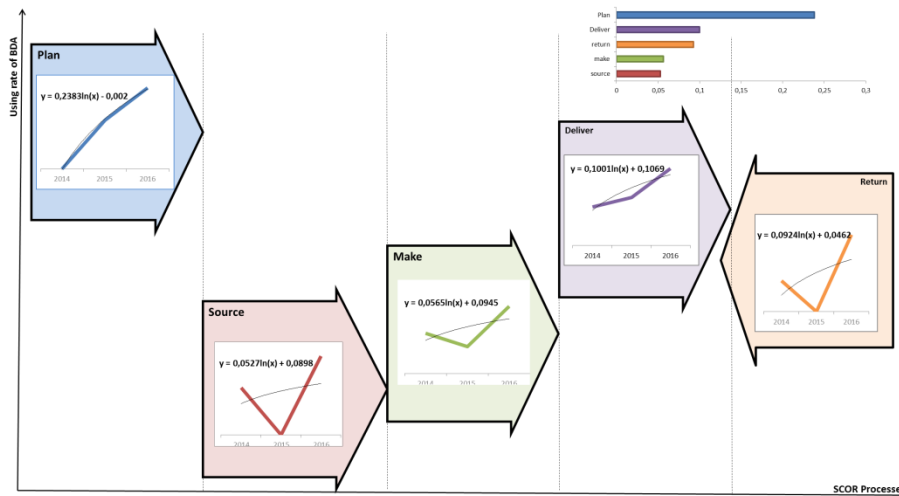 Using rate of BDA
Plan
y = 0,2383ln(x) - 0,002
2014 2015 2016
Source
y = 0,0527ln(x) + 0,0898
2014 2015 2016
Make
y = 0,0565ln(x) + 0,0945
2014 2015 2016
Deliver
y = 0,1001ln(x) + 0,1069
2014 2015 2016
Return
y = 0,0924ln(x) + 0,0462
2014 2015 2016
Plan
Deliver
return
make
source
0 0,05 0,1 0,15 0,2 0,25 0,3
SCOR Processe